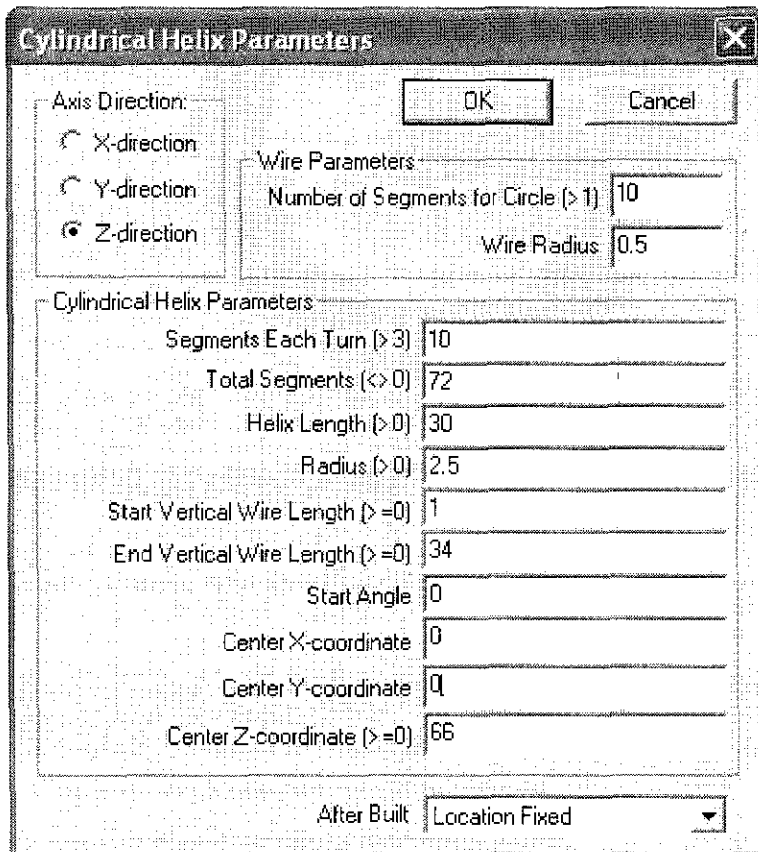 Cylindrical Helix Parameters
Axis Direction:
X-direction
Y-direction
Z-direction
OK
Cancel
Wire Parameters
Number of Segments for Circle (>1) 10
Wire Radius 0.5
Cylindrical Helix Parameters
Segments Each Turn (>3) 10
Total Segments (<>0) 72
Helix Length (>0) 30
Radius (>0) 2.5
Start Vertical Wire Length (>=0) 1
End Vertical Wire Length (>=0) 34
Start Angle 0
Center X-coordinate 0
Center Y-coordinate 0
Center Z-coordinate (>=0) 66
After Built Location Fixed